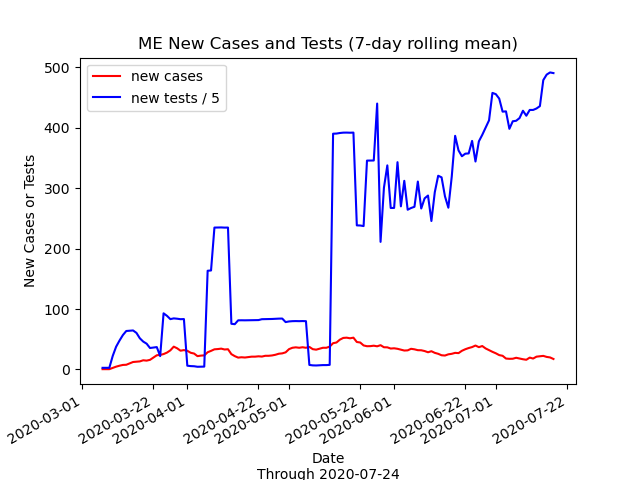 ME New Cases and Tests (7-day rolling mean)
new cases
new tests / 5
New Cases or Tests
500
400
300
200
100
0
2020-03-01
2020-03-22
2020-04-01
2020-04-22
2020-05-01
2020-05-22
2020-06-01
2020-06-22
2020-07-01
2020-07-22
Date
Through 2020-07-24